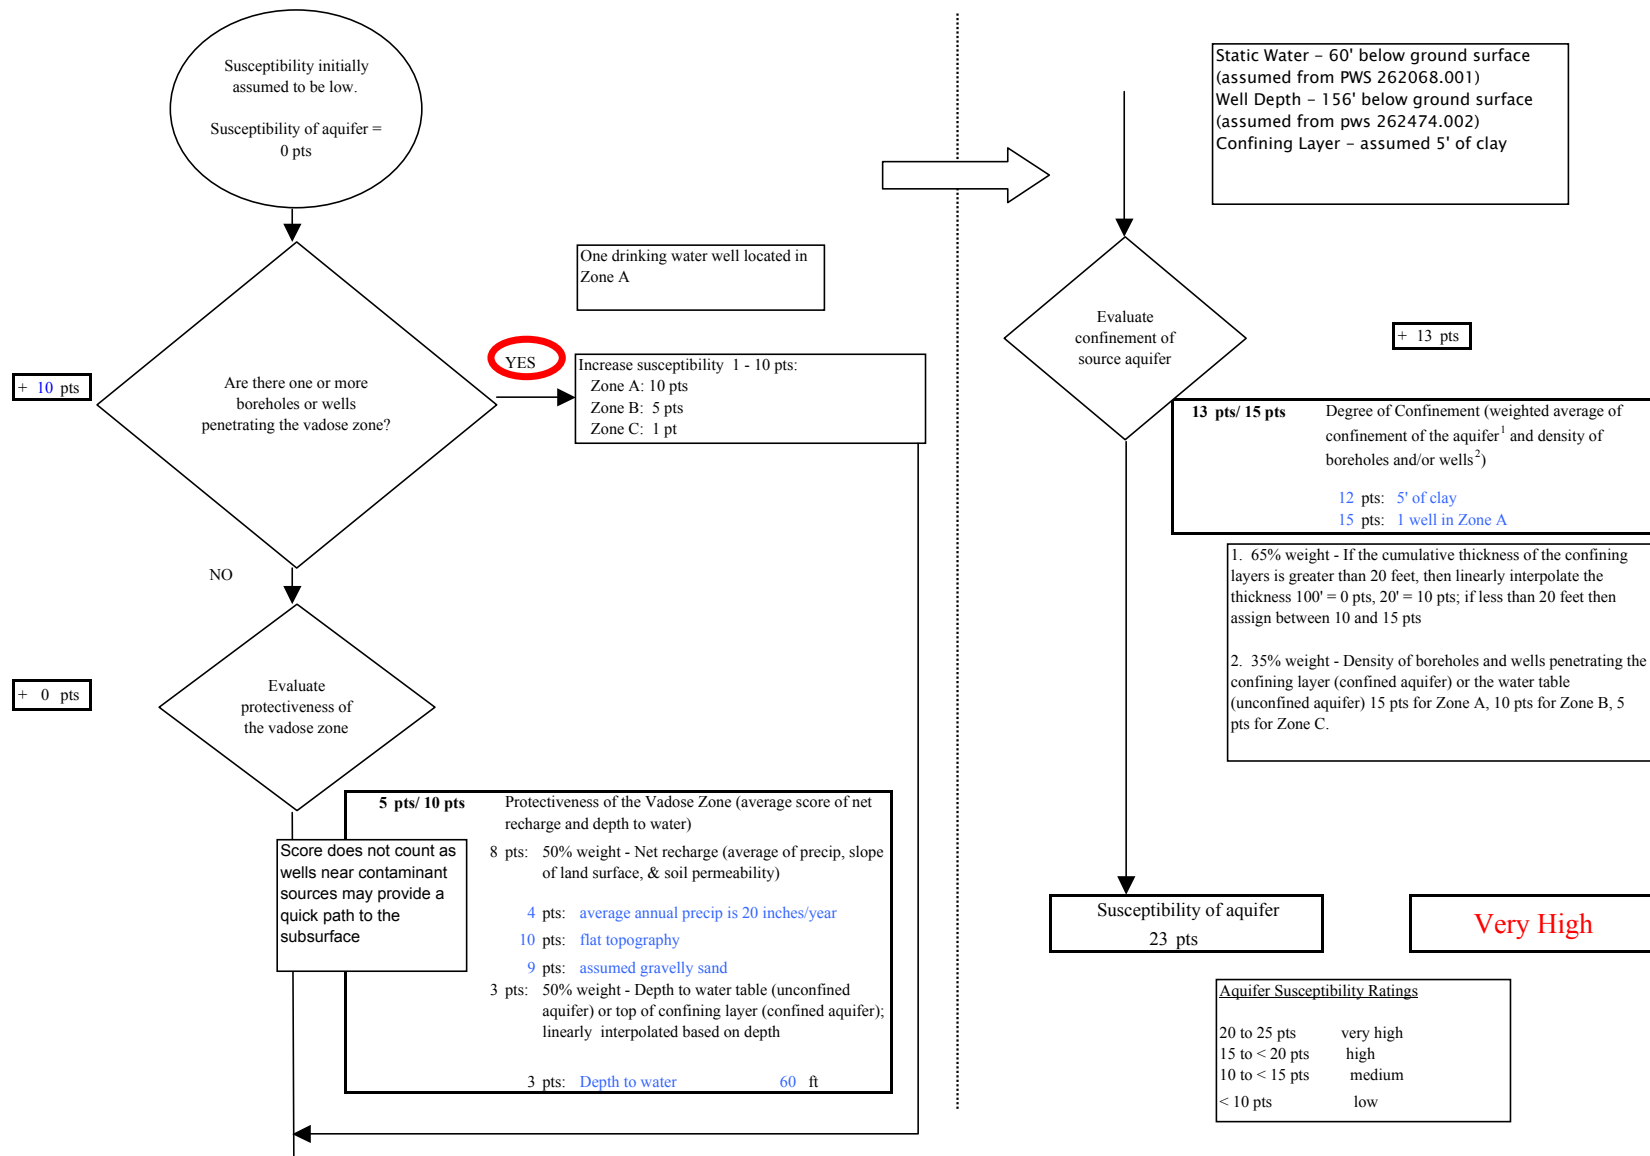 Susceptibility initially
assumed to be low.
Susceptibility of aquifer =
0 pts
One drinking water well located in
Zone A
+ 10 pts
Are there one or more
boreholes or wells
penetrating the vadose zone?
YES
Increase susceptibility 1 - 10 pts:
Zone A: 10 pts
Zone B: 5 pts
Zone C: 1 pt
NO
+ 0 pts
Evaluate
protectiveness of
the vadose zone
5 pts/ 10 pts Protectiveness of the Vadose Zone (average score of net
recharge and depth to water)
Score does not count as
wells near contaminant
sources may provide a
quick path to the
subsurface
8 pts: 50% weight - Net recharge (average of precip, slope
of land surface, & soil permeability)
4 pts: average annual precip is 20 inches/year
10 pts: flat topography
9 pts: assumed gravelly sand
3 pts: 50% weight - Depth to water table (unconfined
aquifer) or top of confining layer (confined aquifer);
linearly interpolated based on depth
3 pts: Depth to water 60 ft
Static Water – 60' below ground surface
(assumed from PWS 262068.001)
Well Depth – 156' below ground surface
(assumed from pws 262474.002)
Confining Layer – assumed 5' of clay
Evaluate
confinement of
source aquifer
+ 13 pts
13 pts/ 15 pts Degree of Confinement (weighted average of
confinement of the aquifer1 and density of
boreholes and/or wells2)
12 pts: 5' of clay
15 pts: 1 well in Zone A
1. 65% weight - If the cumulative thickness of the confining
layers is greater than 20 feet, then linearly interpolate the
thickness 100' = 0 pts, 20' = 10 pts; if less than 20 feet then
assign between 10 and 15 pts
2. 35% weight - Density of boreholes and wells penetrating the
confining layer (confined aquifer) or the water table
(unconfined aquifer) 15 pts for Zone A, 10 pts for Zone B, 5
pts for Zone C.
Susceptibility of aquifer
23 pts
Very High
Aquifer Susceptibility Ratings
20 to 25 pts very high
15 to < 20 pts high
10 to < 15 pts medium
< 10 pts low